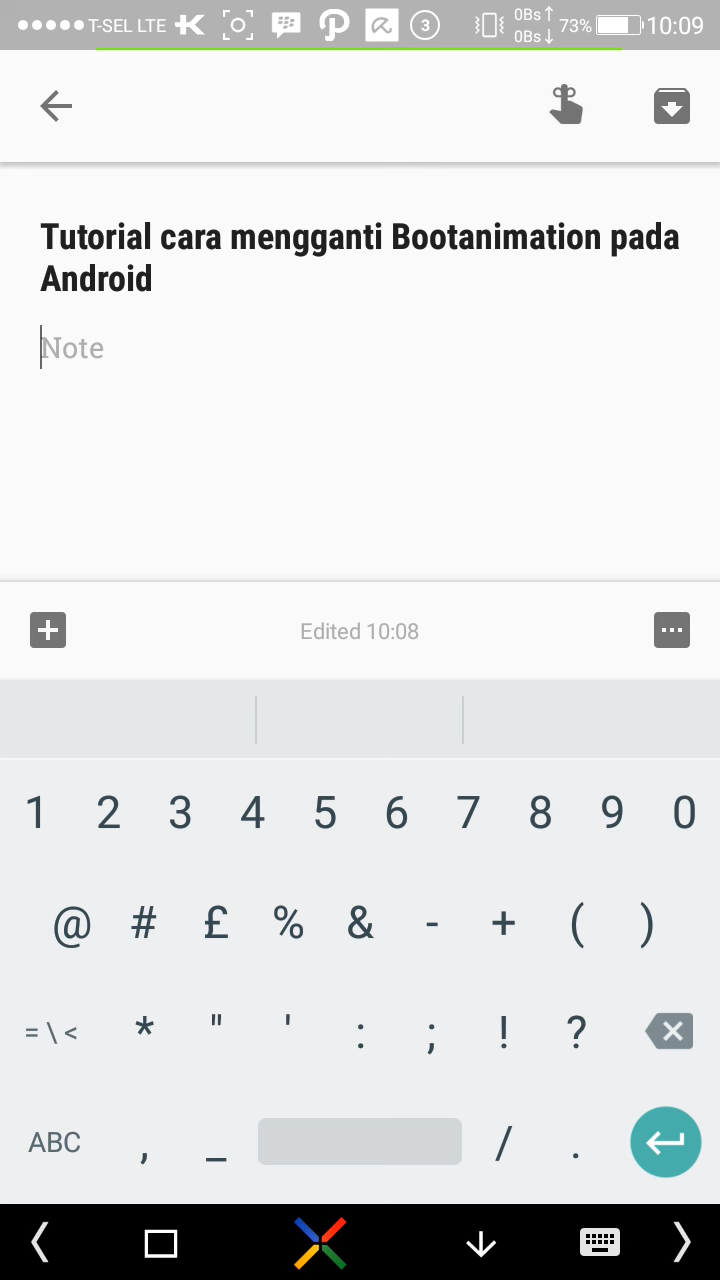 T-SEL LTE 3 0Bs↑ 73% 10:09
0Bs↓
Tutorial cara mengganti Bootanimation pada
Android
Note
Edited 10:08
1 2 3 4 5 6 7 8 9 0
@ # £ % & - + ( )
= \ < * " ' : ; ! ?
ABC , _ / .